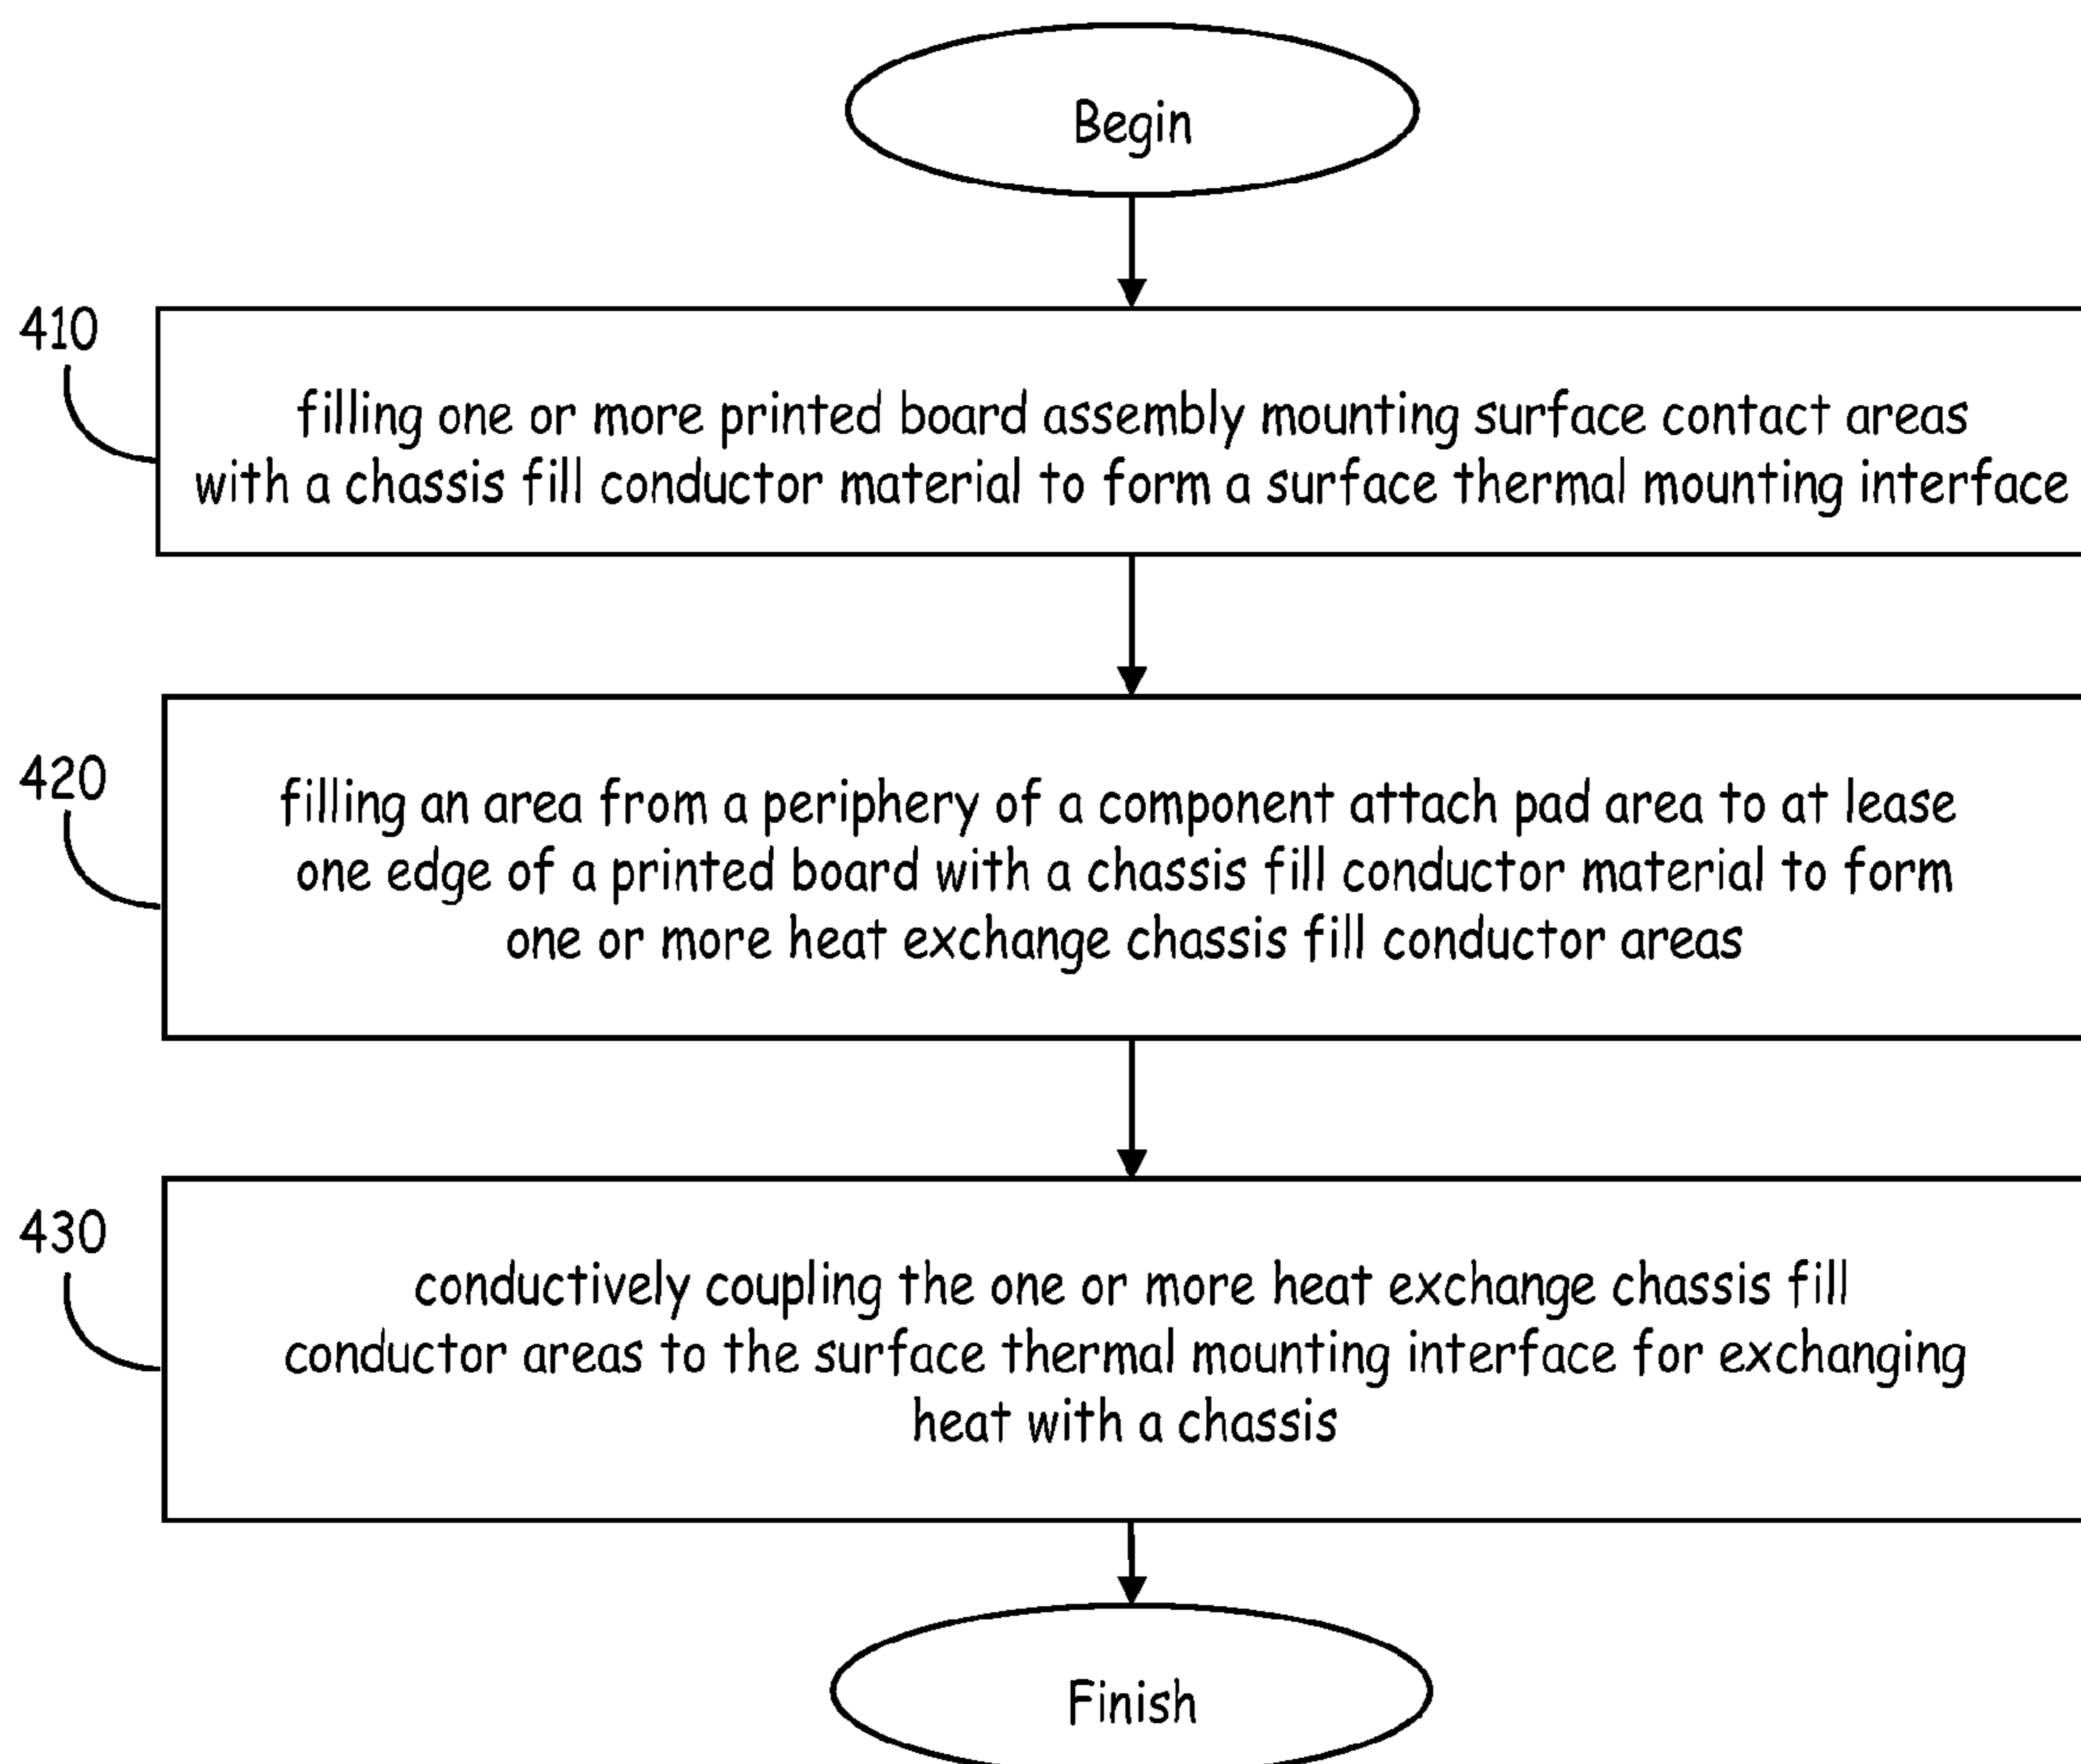 Begin
410
filling one or more printed board assembly mounting surface contact areas
with a chassis fill conductor material to form a surface thermal mounting interface
420
filling an area from a periphery of a component attach pad area to at lease
one edge of a printed board with a chassis fill conductor material to form
one or more heat exchange chassis fill conductor areas
430
conductively coupling the one or more heat exchange chassis fill
conductor areas to the surface thermal mounting interface for exchanging
heat with a chassis
Finish